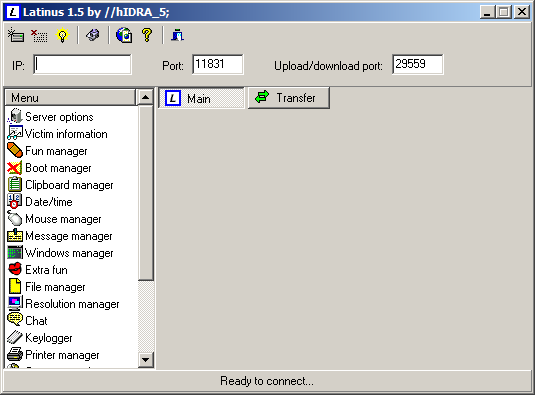 Latinus 1.5 by //hIDRA_5;
IP: Port: 11831 Upload/download port: 29559
Menu
Main Transfer
Server options
Victim information
Fun manager
Boot manager
Clipboard manager
Date/time
Mouse manager
Message manager
Windows manager
Extra fun
File manager
Resolution manager
Chat
Keylogger
Printer manager
Ready to connect...